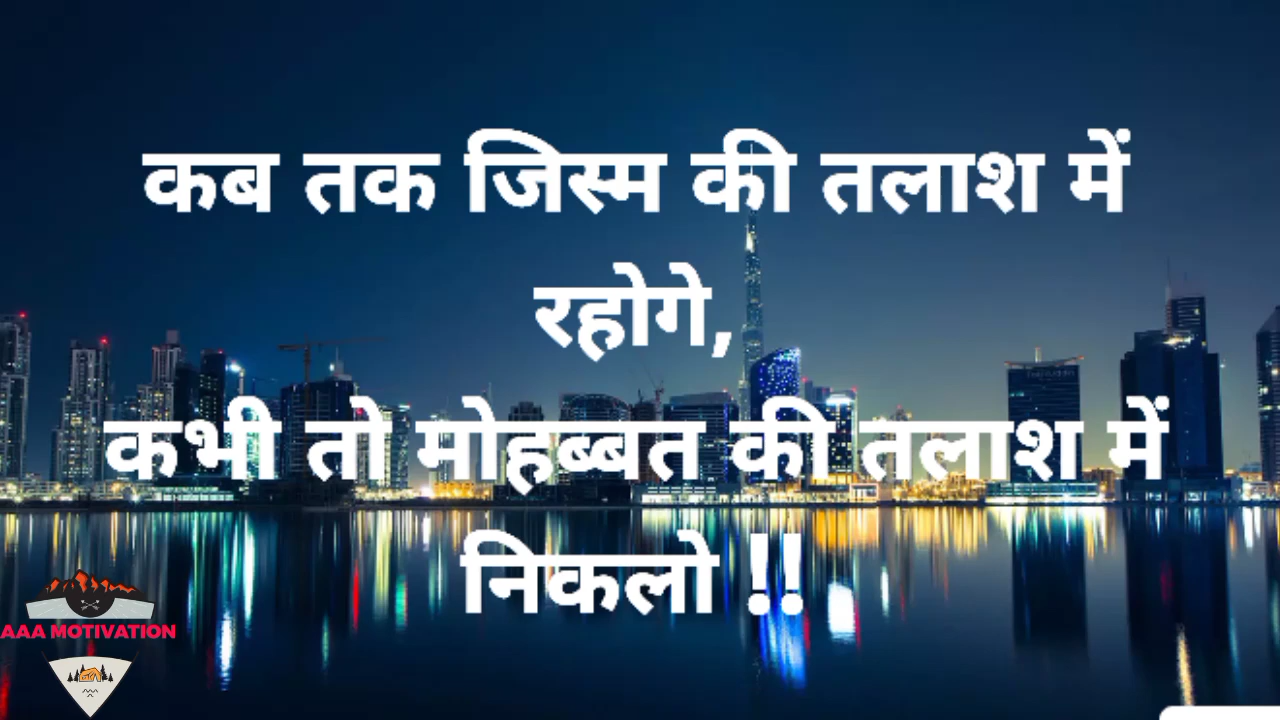 कब तक जिस्म की तलाश में
रहोगे,
कभी तो मोहब्बत की तलाश में
निकलो !!
AAA MOTIVATION